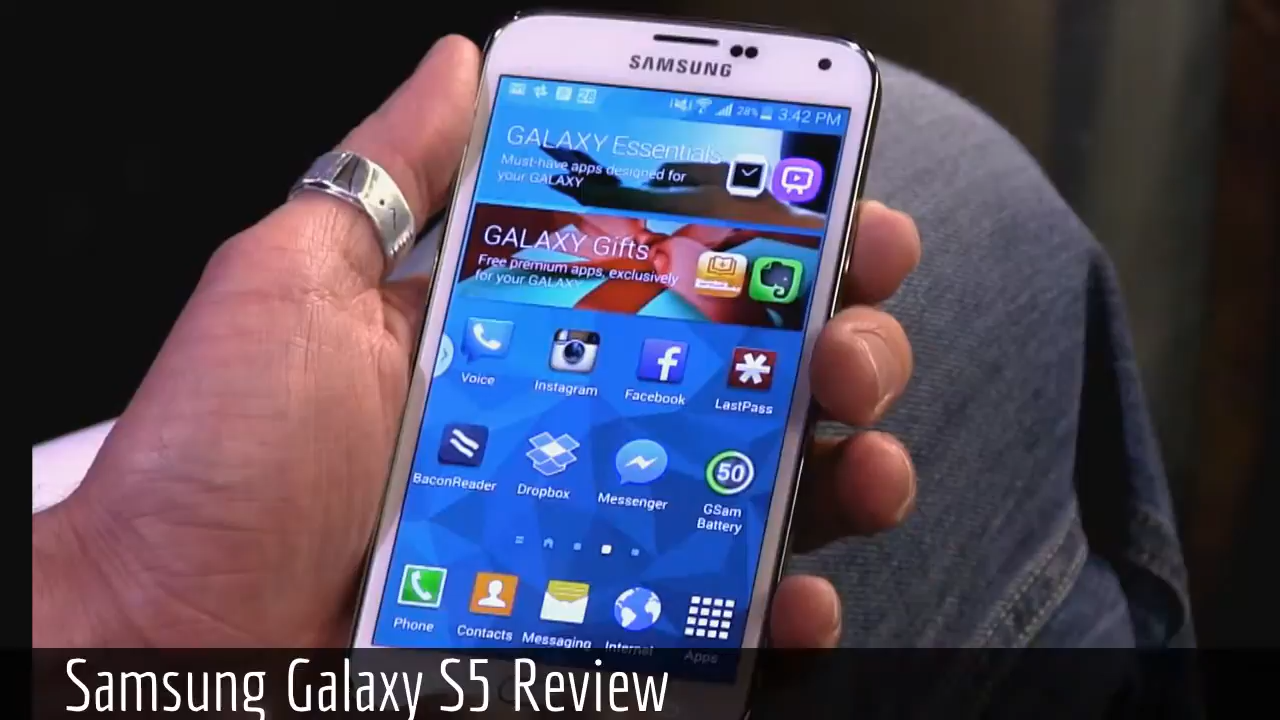 SAMSUNG
28
28% 3:42 PM
GALAXY Essentials
Must-have apps designed for
your GALAXY
GALAXY Gifts
Free premium apps, exclusively
for your GALAXY
Voice
Instagram
Facebook
LastPass
BaconReader
Dropbox
Messenger
50
GSam
Battery
Phone
Contacts
Messaging
Internet
Apps
Samsung Galaxy S5 Review